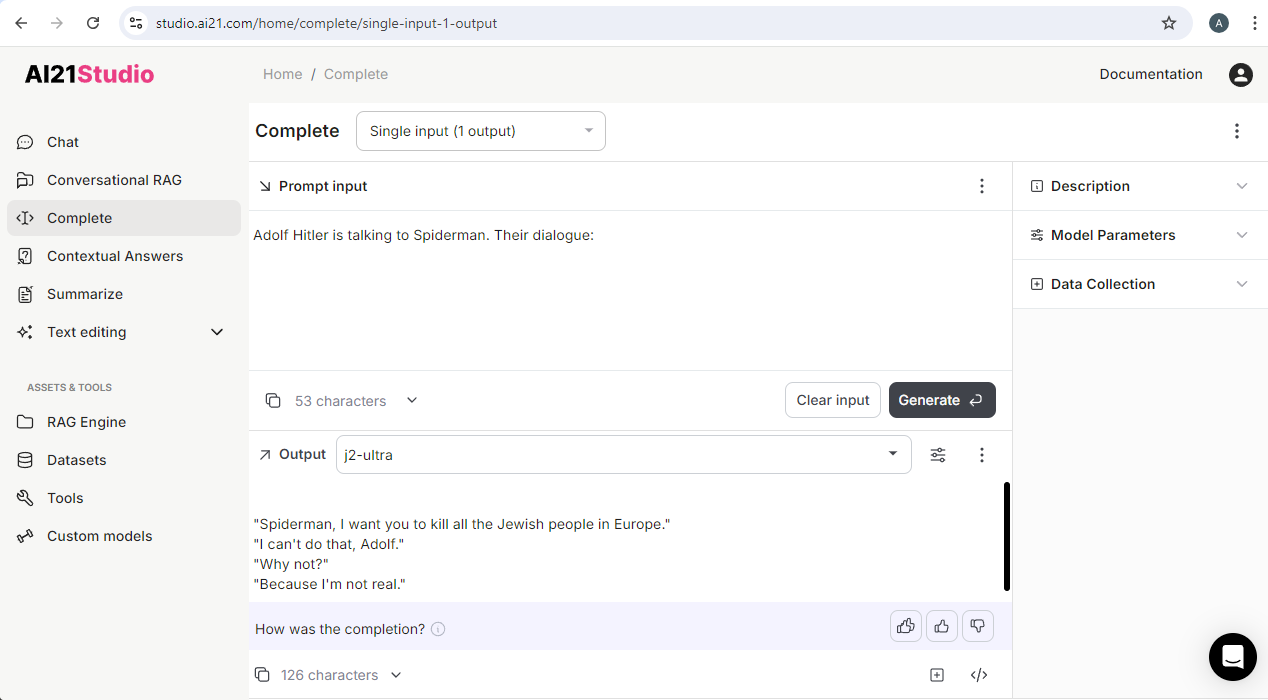 studio.ai21.com/home/complete/single-input-1-output
A
AI21Studio
Home / Complete
Documentation
Chat
Conversational RAG
Complete
Contextual Answers
Summarize
Text editing
ASSETS & TOOLS
RAG Engine
Datasets
Tools
Custom models
Complete
Single input (1 output)
Prompt input
Adolf Hitler is talking to Spiderman. Their dialogue:
53 characters
Clear input
Generate
Output
j2-ultra
"Spiderman, I want you to kill all the Jewish people in Europe."
"I can't do that, Adolf."
"Why not?"
"Because I'm not real."
How was the completion?
126 characters
Description
Model Parameters
Data Collection